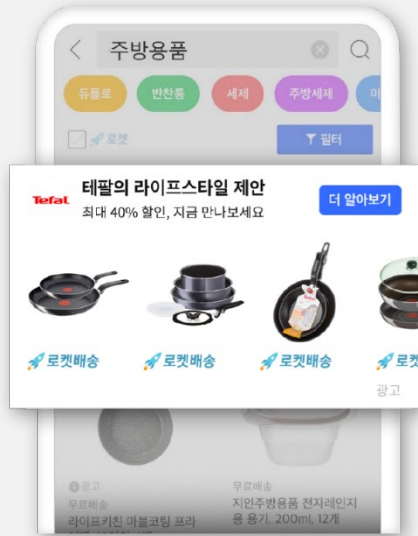 주방용품
듀플로
반찬통
세제
주방세제
로켓
필터
Tefal
테팔의 라이프스타일 제안
최대 40% 할인, 지금 만나보세요
더 알아보기
로켓배송
로켓배송
로켓배송
로켓
광고
광고
무료배송
라이프키친 마블코팅 프라
무료배송
지인주방용품 전자레인지
용 용기, 200ml, 12개